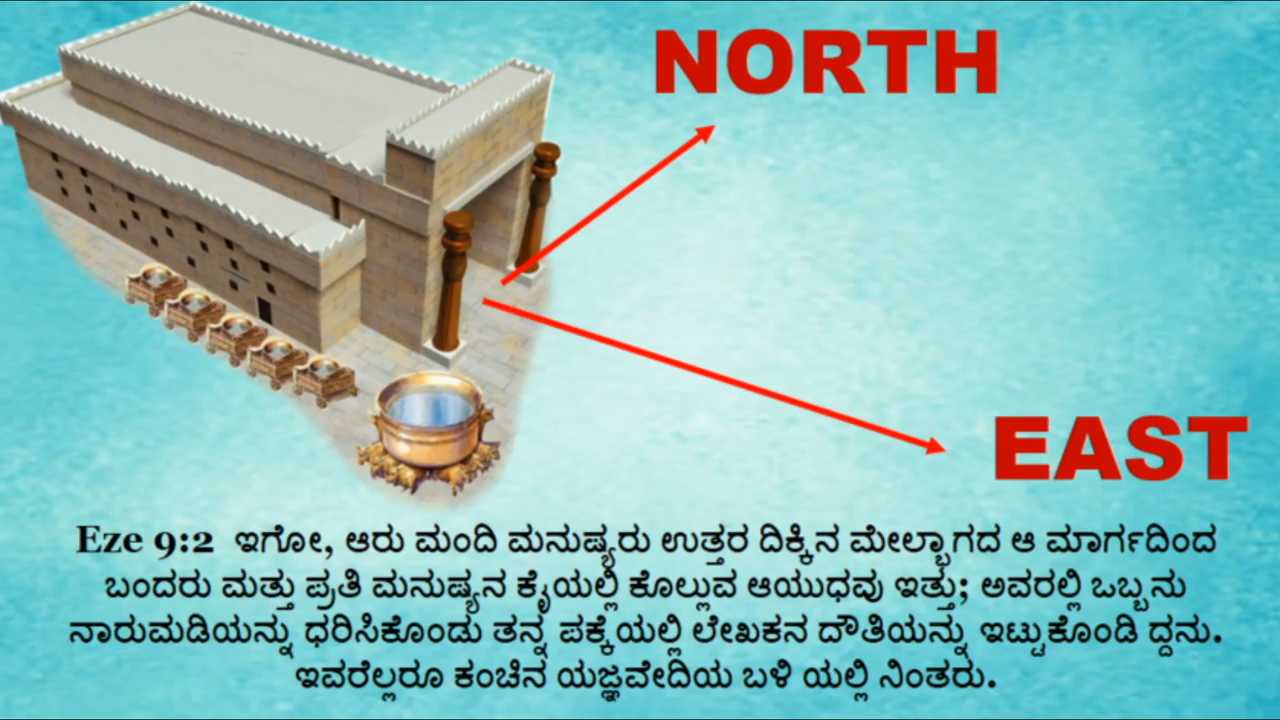 NORTH
EAST
Eze 9:2 ಇಗೋ, ಆರು ಮಂದಿ ಮನುಷ್ಯರು ಉತ್ತರ ದಿಕ್ಕಿನ ಮೇಲ್ಭಾಗದ ಆ ಮಾರ್ಗದಿಂದ
ಬಂದರು ಮತ್ತು ಪ್ರತಿ ಮನುಷ್ಯನ ಕೈಯಲ್ಲಿ ಕೊಲ್ಲುವ ಆಯುಧವು ಇತ್ತು; ಅವರಲ್ಲಿ ಒಬ್ಬನು
ನಾರುಮಡಿಯನ್ನು ಧರಿಸಿಕೊಂಡು ತನ್ನ ಪಕ್ಕೆಯಲ್ಲಿ ಲೇಖಕನ ದೌತಿಯನ್ನು ಇಟ್ಟುಕೊಂಡಿ ದ್ದನು.
ಇವರೆಲ್ಲರೂ ಕಂಚಿನ ಯಜ್ಞವೇದಿಯ ಬಳಿ ಯಲ್ಲಿ ನಿಂತರು.